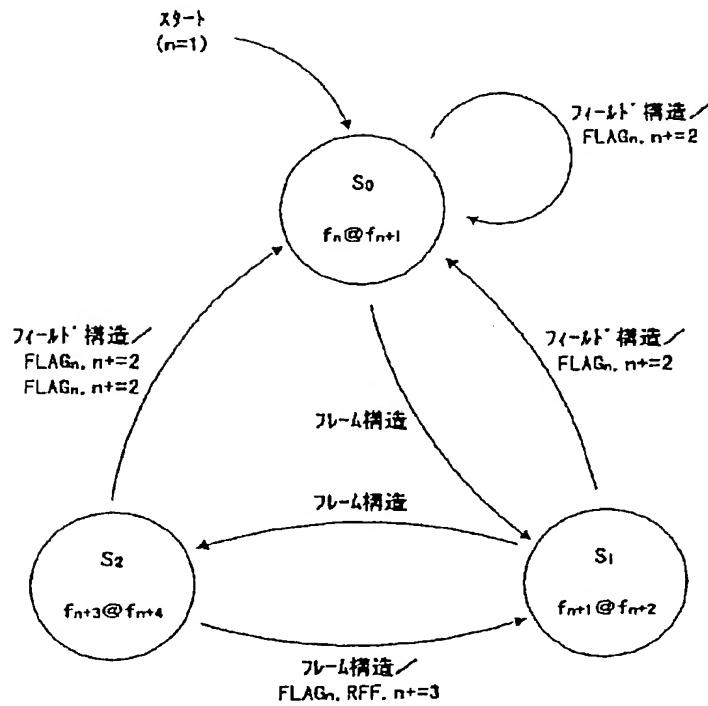 スタート
(n=1)
フィールド構造／
FLAGn, n+=2
S0
fn@fn+1
フィールド構造／
FLAGn, n+=2
FLAGn, n+=2
フィールド構造／
FLAGn, n+=2
フレーム構造
フレーム構造
S2
fn+3@fn+4
S1
fn+1@fn+2
フレーム構造／
FLAGn, RFF, n+=3